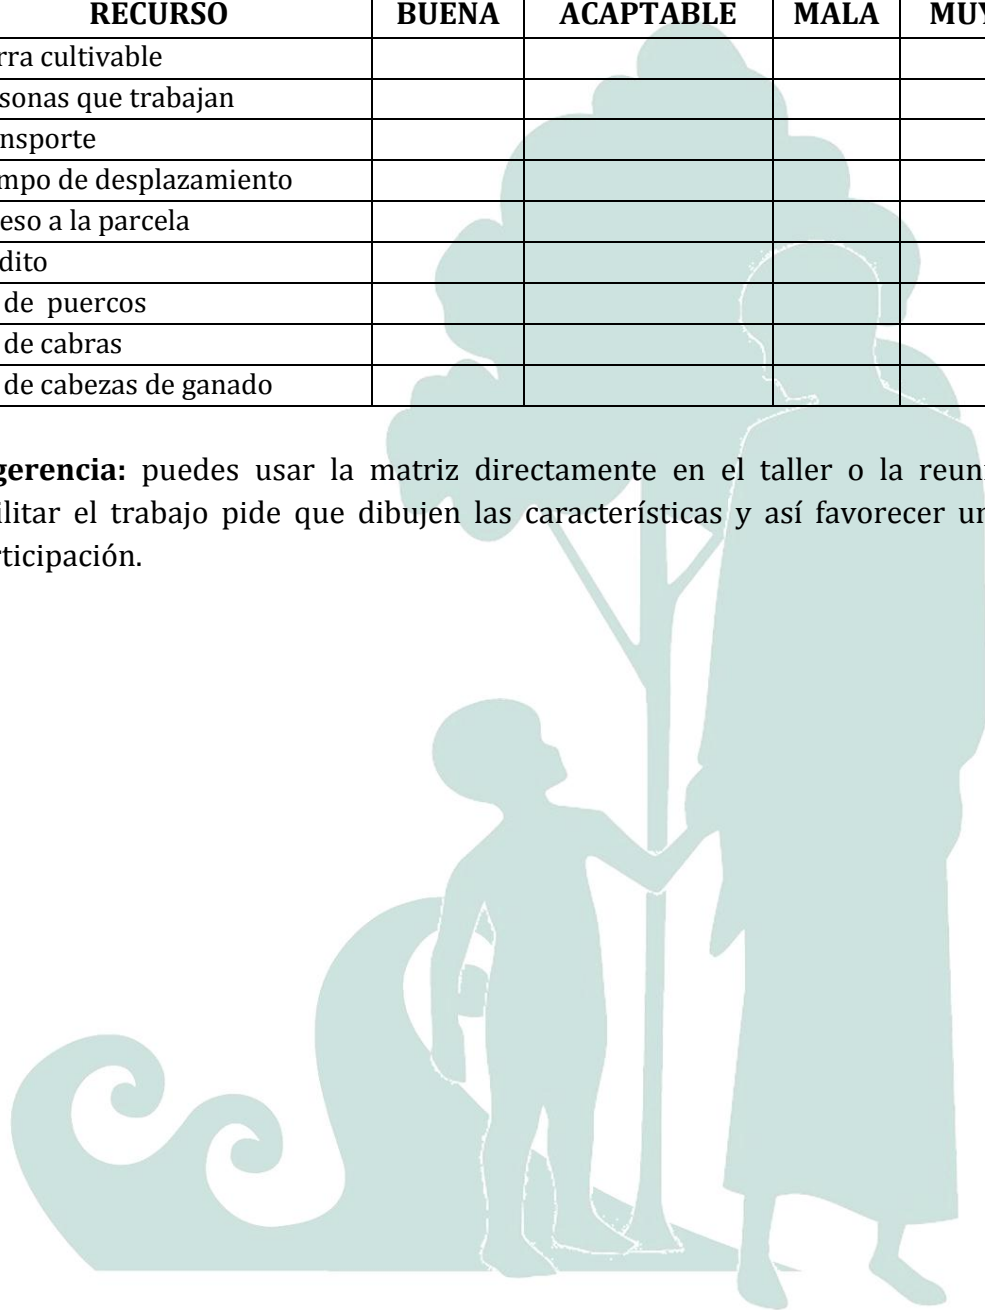 RECURSO BUENA ACAPTABLE MALA MUY
rra cultivable
sonas que trabajan
nsporte
mpo de desplazamiento
eso a la parcela
dito
de puercos
de cabras
de cabezas de ganado
gerencia: puedes usar la matriz directamente en el taller o la reuni
ilitar el trabajo pide que dibujen las características y así favorecer un
rticipación.